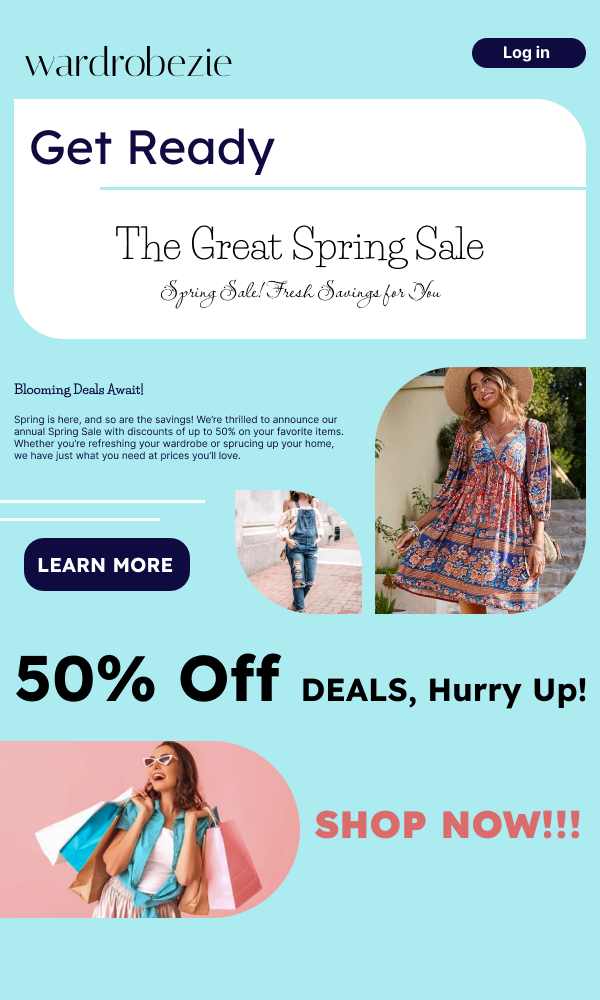 wardrobezie
Log in
Get Ready
The Great Spring Sale
Spring Sale! Fresh Savings for You
Blooming Deals Await!
Spring is here, and so are the savings! We're thrilled to announce our
annual Spring Sale with discounts of up to 50% on your favorite items.
Whether you're refreshing your wardrobe or sprucing up your home,
we have just what you need at prices you'll love.
LEARN MORE
50% Off DEALS, Hurry Up!
SHOP NOW!!!